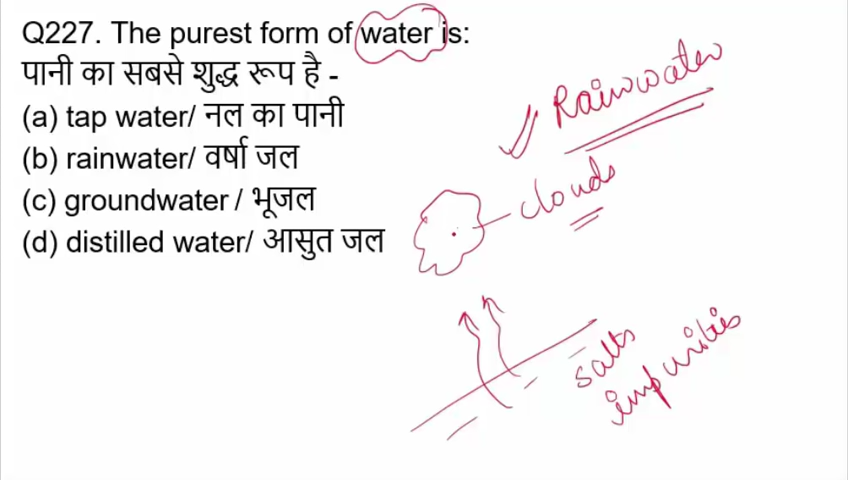 Q227. The purest form of water is:
पानी का सबसे शुद्ध रूप है -
(a) tap water/ नल का पानी
(b) rainwater/ वर्षा जल
(c) groundwater / भूजल
(d) distilled water/ आसुत जल
Rainwater
clouds
salts
impurities